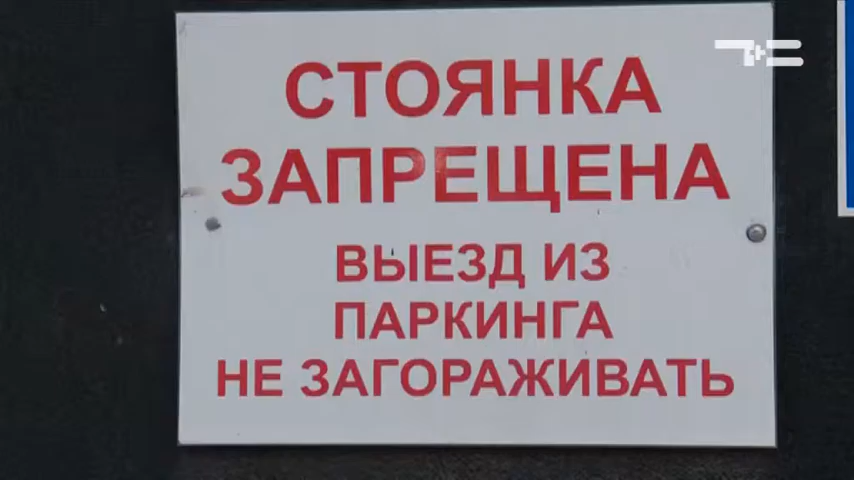 СТОЯНКА
ЗАПРЕЩЕНА
ВЫЕЗД ИЗ
ПАРКИНГА
НЕ ЗАГОРАЖИВАТЬ